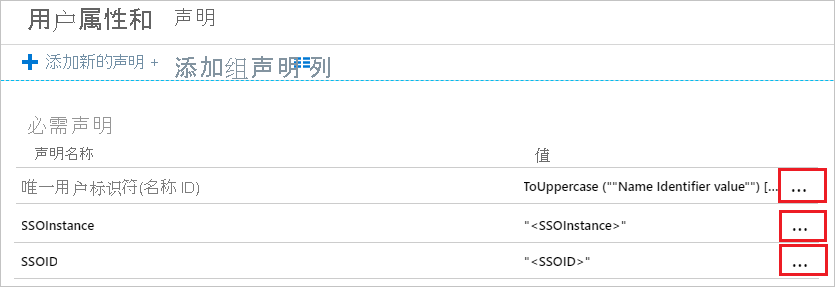 用户属性和 声明
添加新的声明 + 添加组声明 列
必需声明
声明名称 值
唯一用户标识符(名称 ID) ToUppercase (""Name Identifier value"") [... ...
SSOInstance "<SSOInstance>" ...
SSOID "<SSOID>" ...